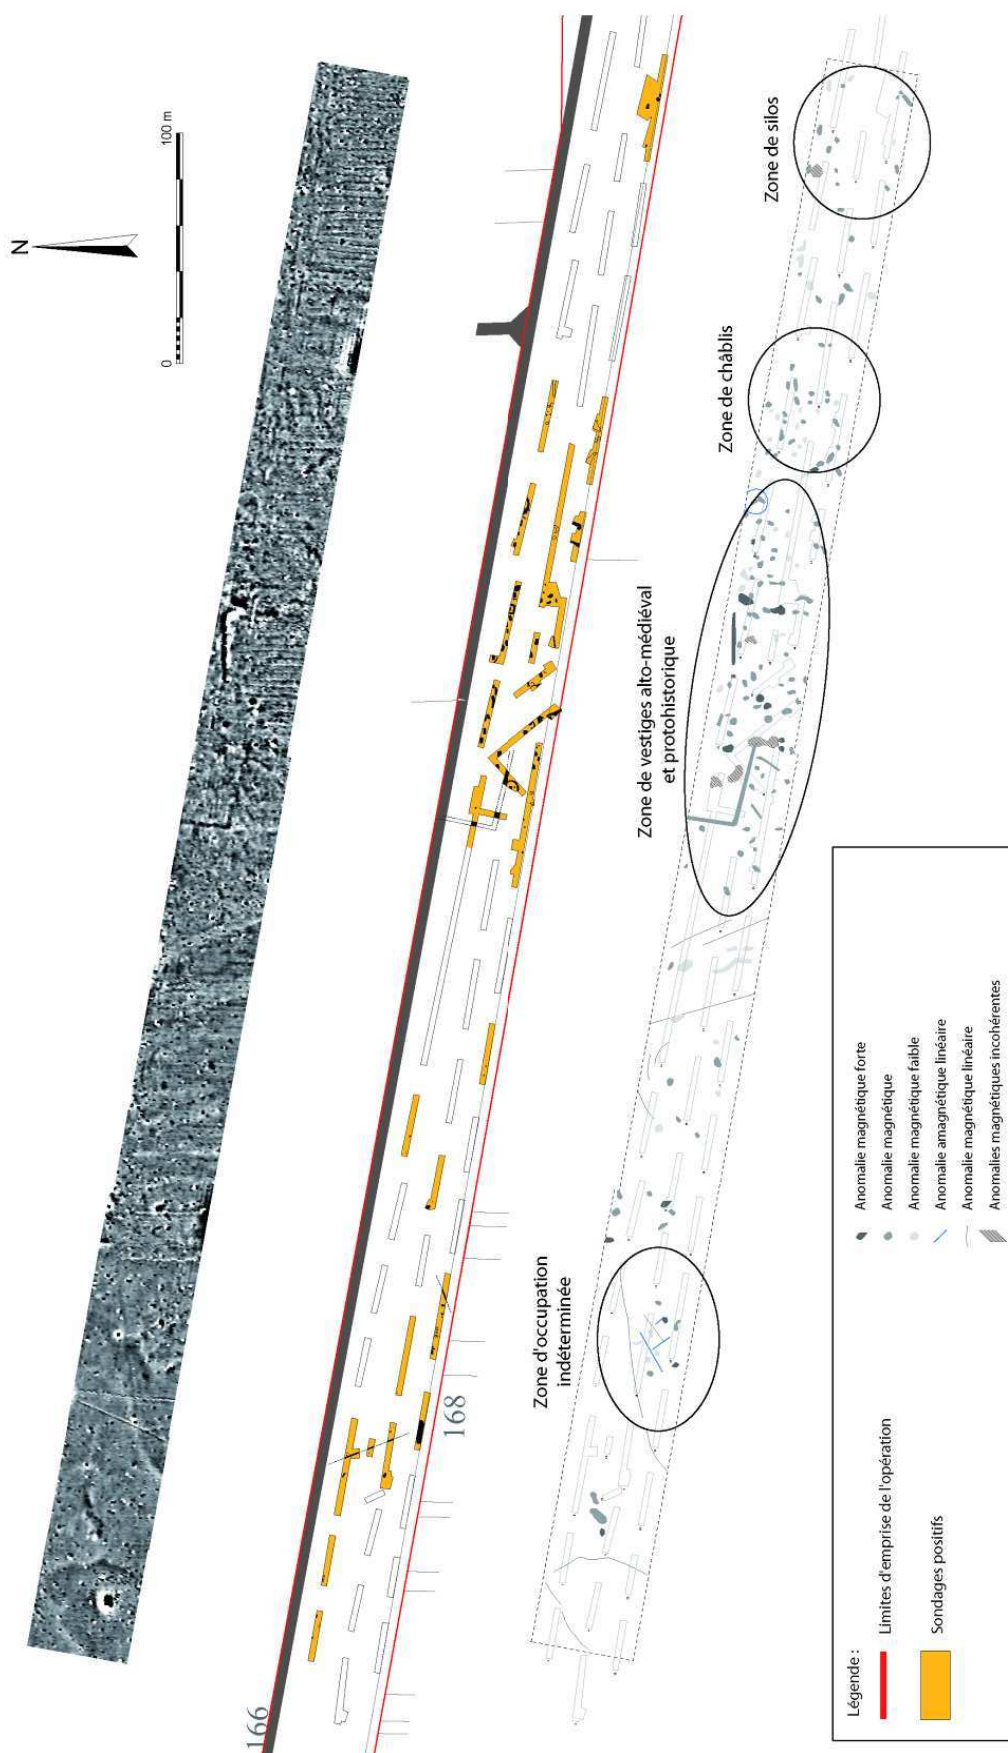 N
0
100 m
166
168
Zone d'occupation
indéterminée
Zone de vestiges alto-médiéval
et protohistorique
Zone de châblis
Zone de silos
Légende :
Limites d'emprise de l'opération
Sondages positifs
Anomalie magnétique forte
Anomalie magnétique
Anomalie magnétique faible
Anomalie amagnétique linéaire
Anomalie magnétique linéaire
Anomalies magnétiques incohérentes